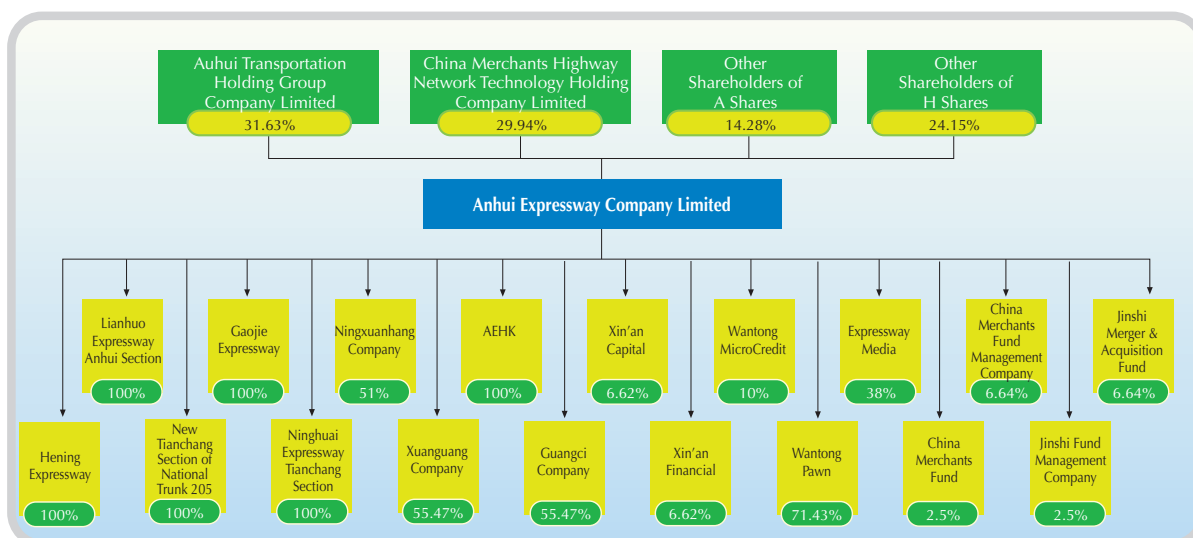 Auhui Transportation
Holding Group
Company Limited
31.63%
China Merchants Highway
Network Technology Holding
Company Limited
29.94%
Other
Shareholders of
A Shares
14.28%
Other
Shareholders of
H Shares
24.15%
Anhui Expressway Company Limited
Lianhuo
Expressway
Anhui Section
100%
Gaojie
Expressway
100%
Ningxuanhang
Company
51%
AEHK
100%
Xin'an
Capital
6.62%
Wantong
MicroCredit
10%
Expressway
Media
38%
China
Merchants
Fund
Management
Company
6.64%
Jinshi
Merger &
Acquisition
Fund
6.64%
Hening
Expressway
100%
New
Tianchang
Section of
National
Trunk 205
100%
Ninghuai
Expressway
Tianchang
Section
100%
Xuanguang
Company
55.47%
Guangci
Company
55.47%
Xin'an
Financial
6.62%
Wantong
Pawn
71.43%
China
Merchants
Fund
2.5%
Jinshi Fund
Management
Company
2.5%